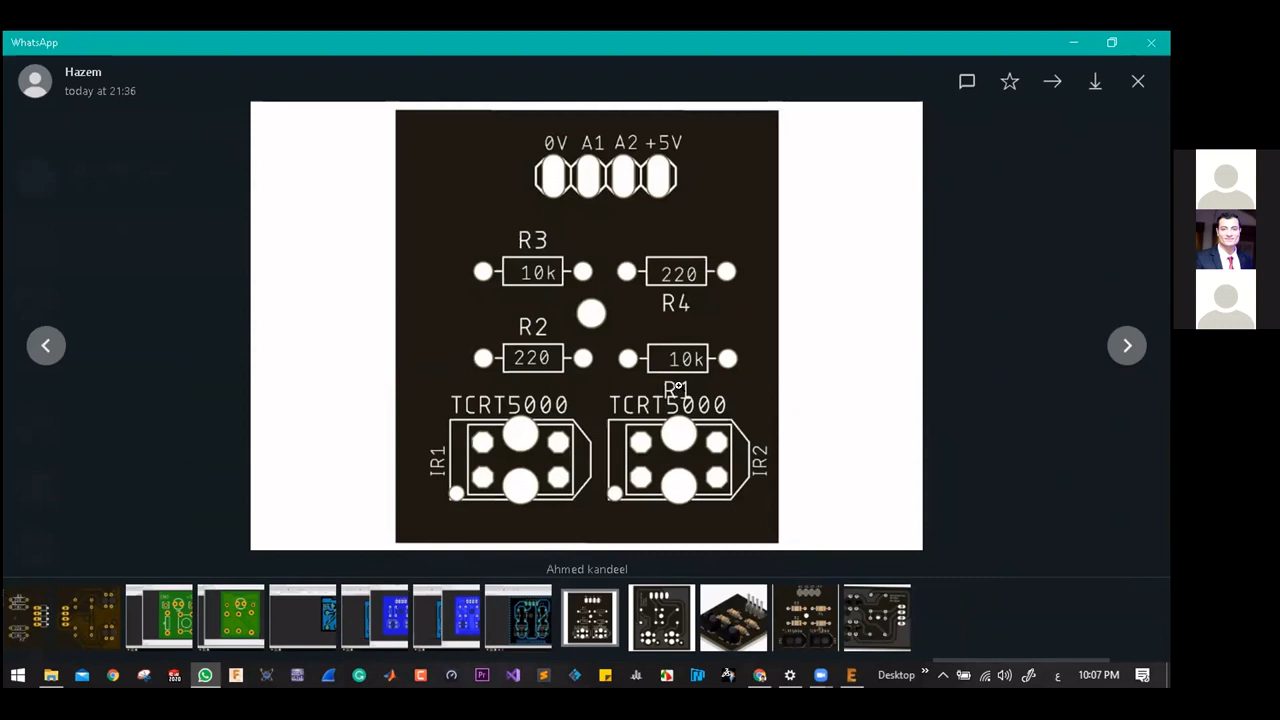 WhatsApp
Hazem
today at 21:36
0V A1 A2 +5V
R3
10k
220
R4
R2
220
10k
R1
TCRT5000 TCRT5000
IR1
IR2
Ahmed kandeel
Desktop
ع
10:07 PM